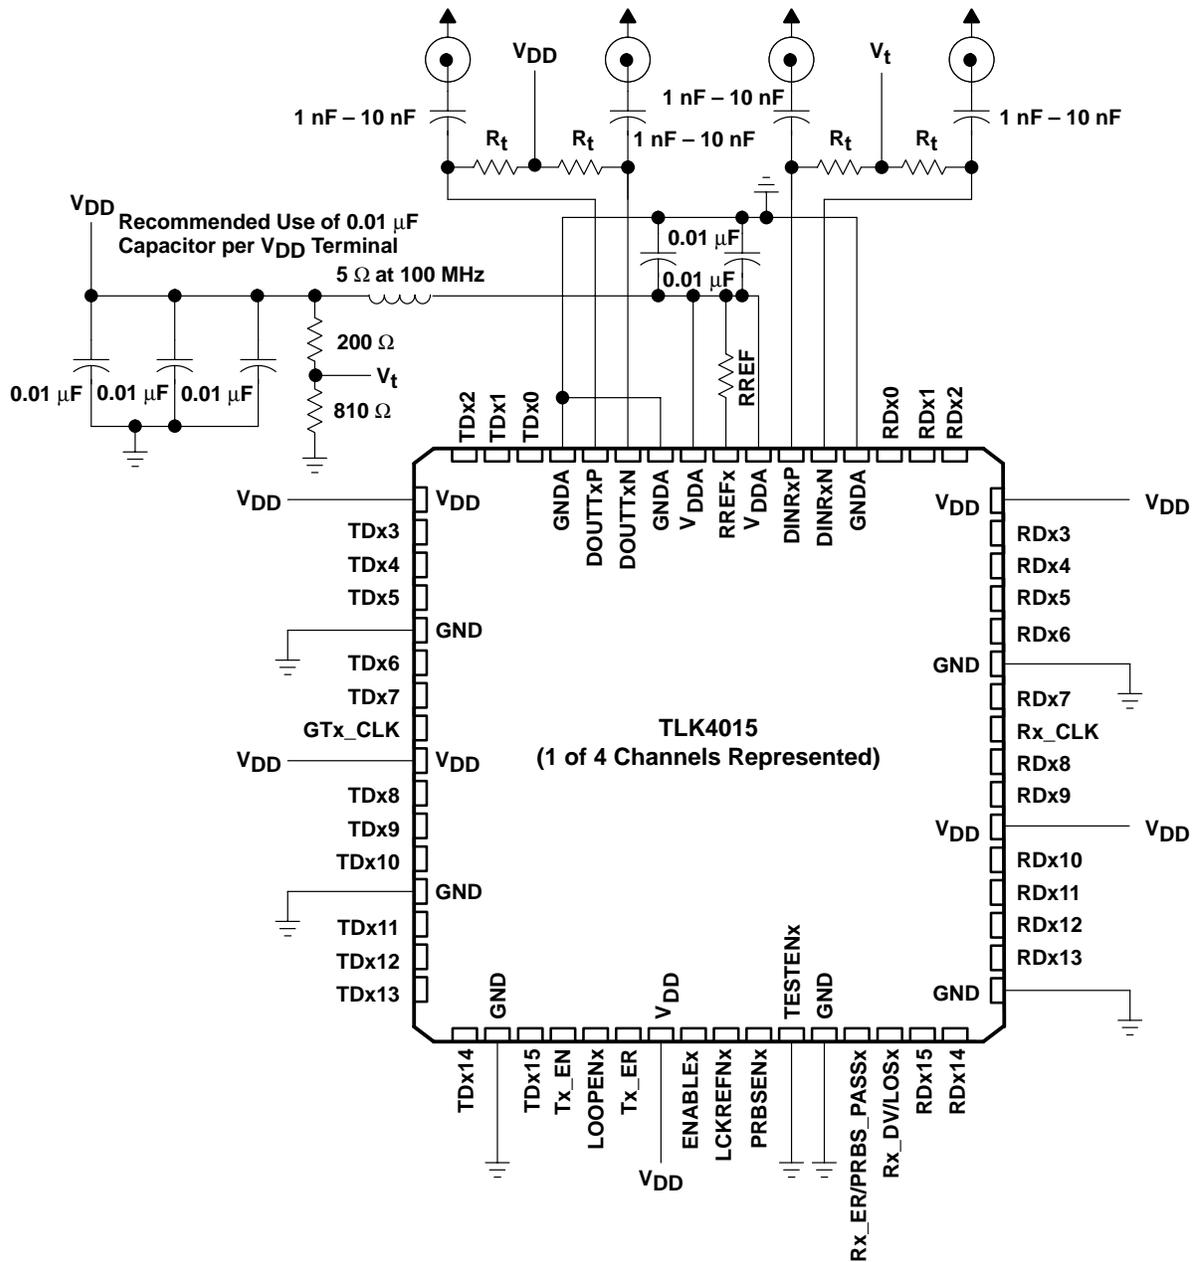 VDD
Vt
1 nF – 10 nF
1 nF – 10 nF
1 nF – 10 nF
1 nF – 10 nF
Rt
Rt
Rt
Rt
VDD
Recommended Use of 0.01 μF
Capacitor per VDD Terminal
0.01 μF
0.01 μF
5 Ω at 100 MHz
200 Ω
Vt
810 Ω
0.01 μF
0.01 μF
0.01 μF
RREF
TDx2
TDx1
TDx0
RDx0
RDx1
RDx2
GNDA
DOUTTxP
DOUTTxN
GNDA
VDDA
RREFx
VDDA
DINRxP
DINRxN
GNDA
VDD
VDD
TDx3
TDx4
TDx5
GND
TDx6
TDx7
GTx_CLK
VDD
VDD
TDx8
TDx9
TDx10
GND
TDx11
TDx12
TDx13
TLK4015
(1 of 4 Channels Represented)
VDD
VDD
RDx3
RDx4
RDx5
RDx6
GND
RDx7
Rx_CLK
RDx8
RDx9
VDD
VDD
RDx10
RDx11
RDx12
RDx13
GND
GND
VDD
TESTENx
GND
TDx14
TDx15
Tx_EN
LOOPENx
Tx_ER
VDD
ENABLEx
LCKREFNx
PRBSENx
Rx_ER/PRBS_PASSx
Rx_DV/LOSx
RDx15
RDx14